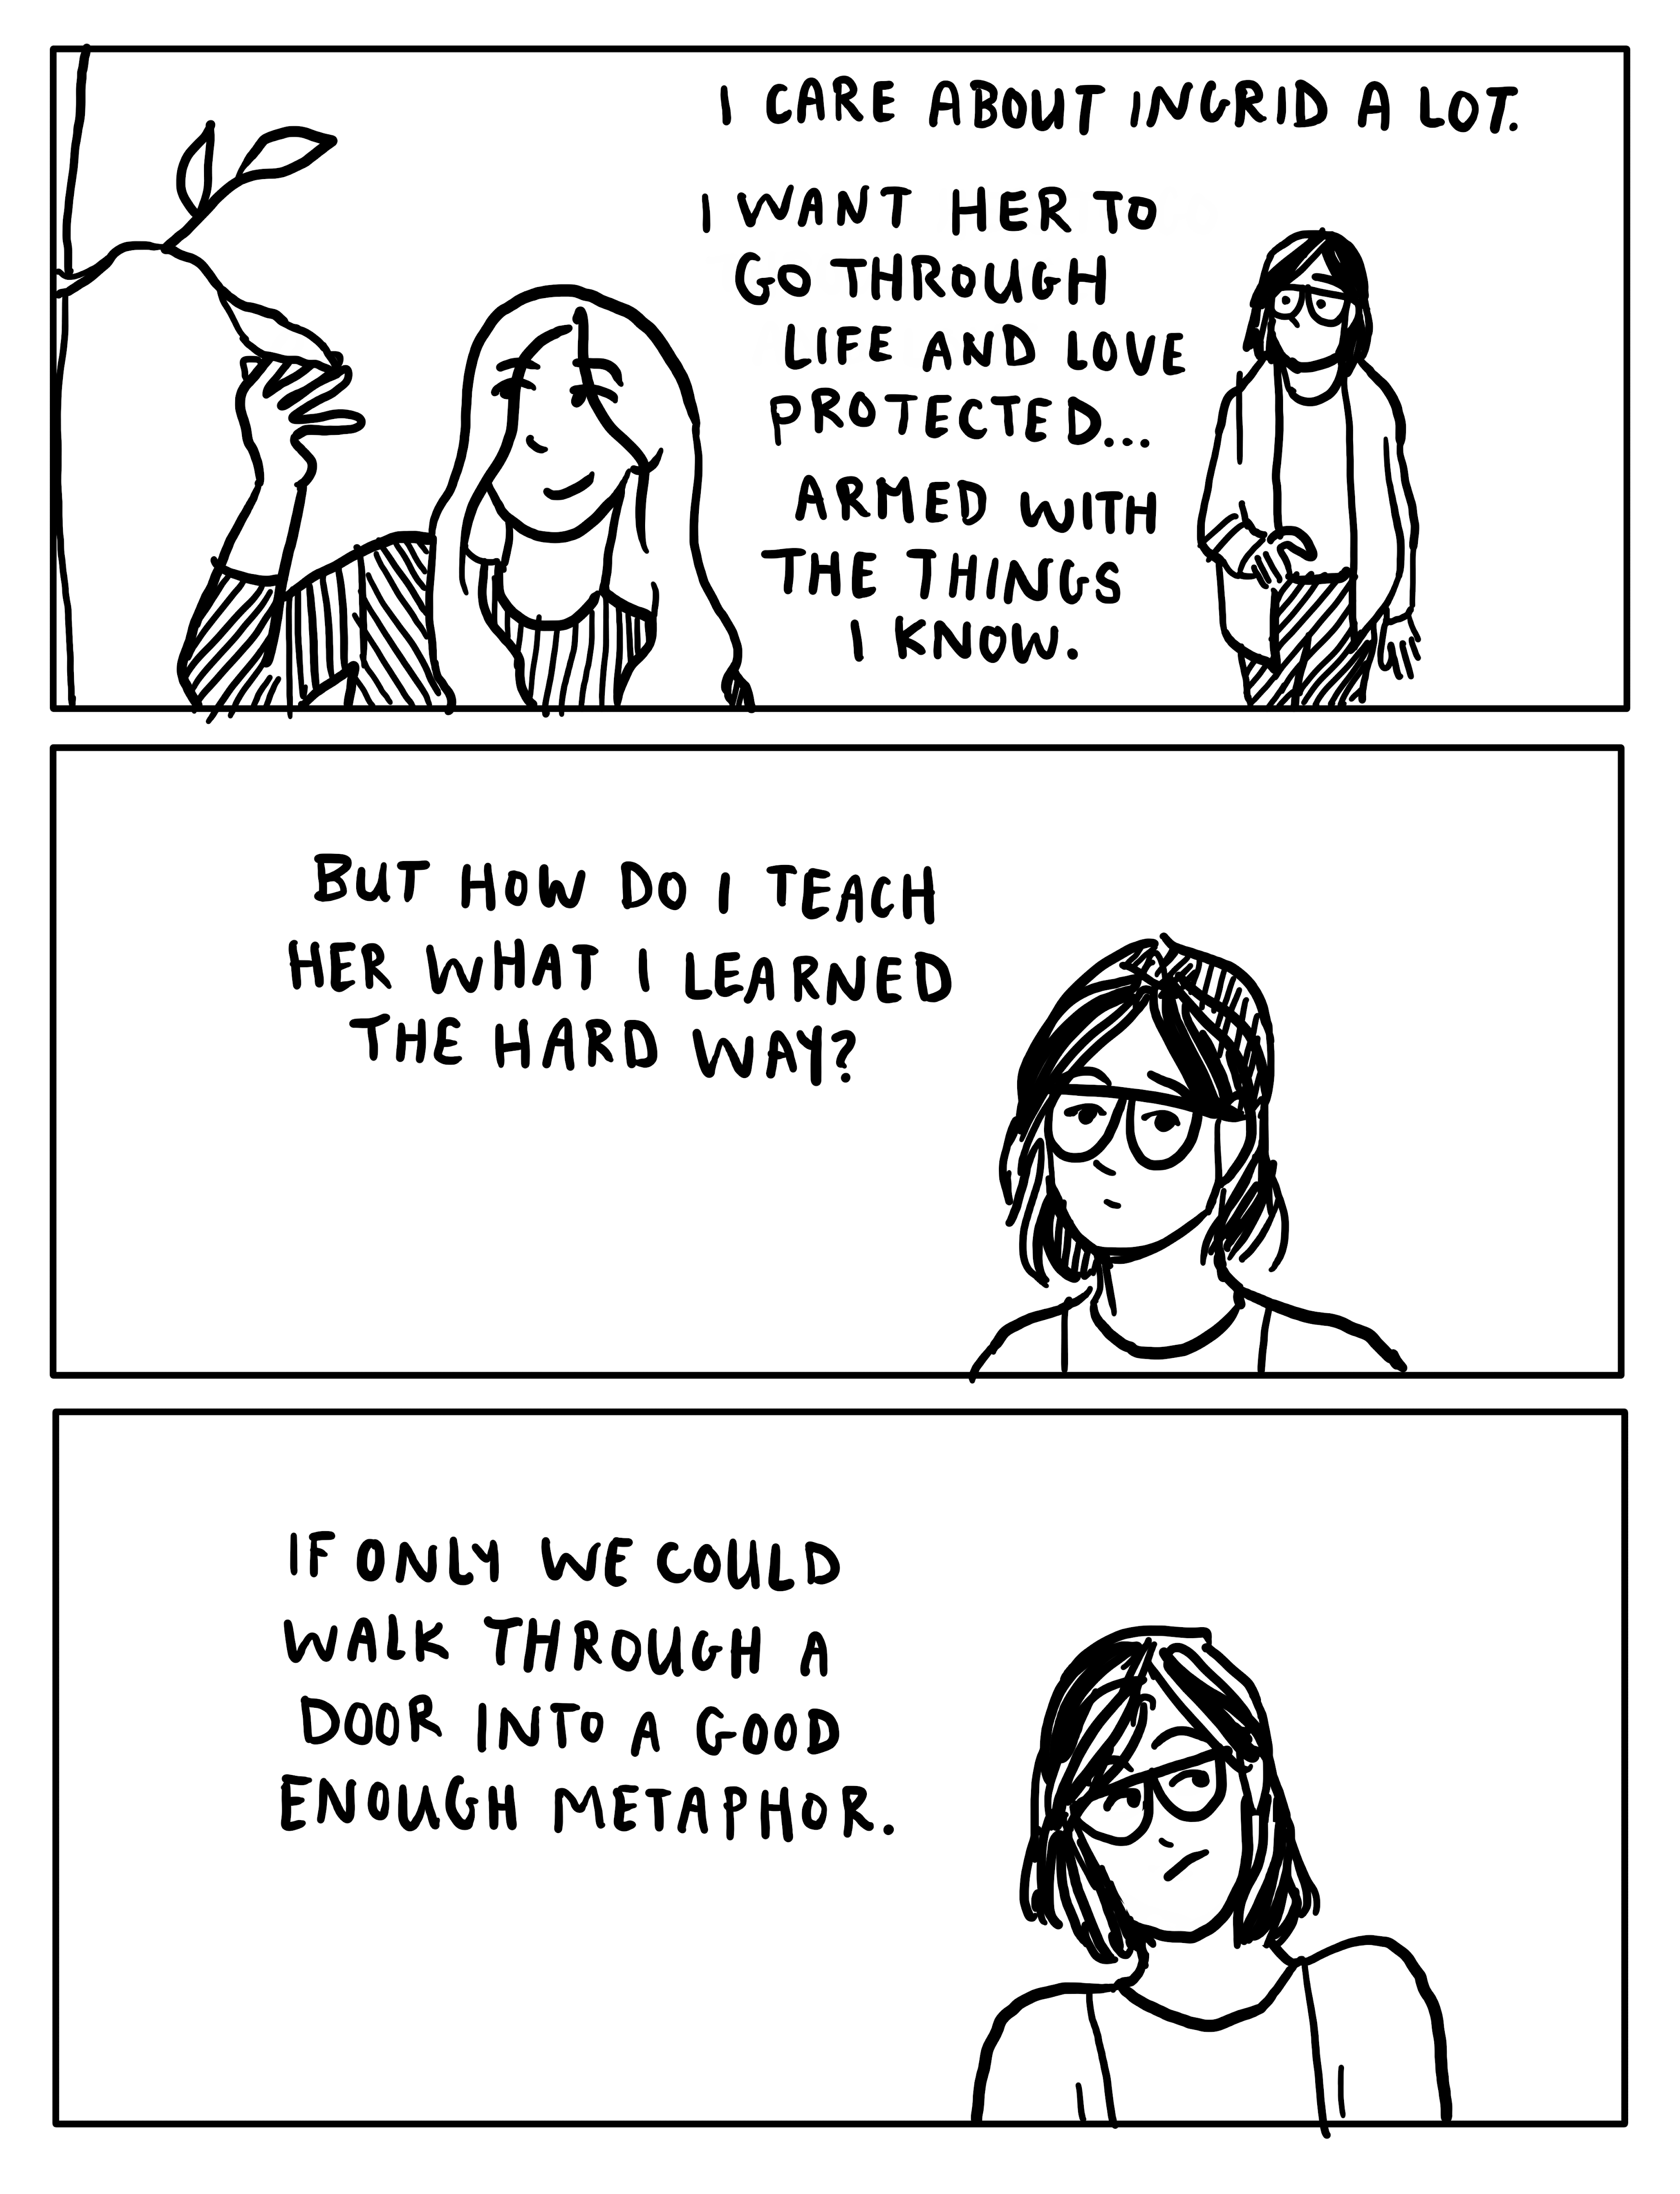 I CARE ABOUT INGRID A LOT.
I WANT HER TO
GO THROUGH
LIFE AND LOVE
PROTECTED...
ARMED WITH
THE THINGS
I KNOW.
BUT HOW DO I TEACH
HER WHAT I LEARNED
THE HARD WAY?
IF ONLY WE COULD
WALK THROUGH A
DOOR INTO A GOOD
ENOUGH METAPHOR.